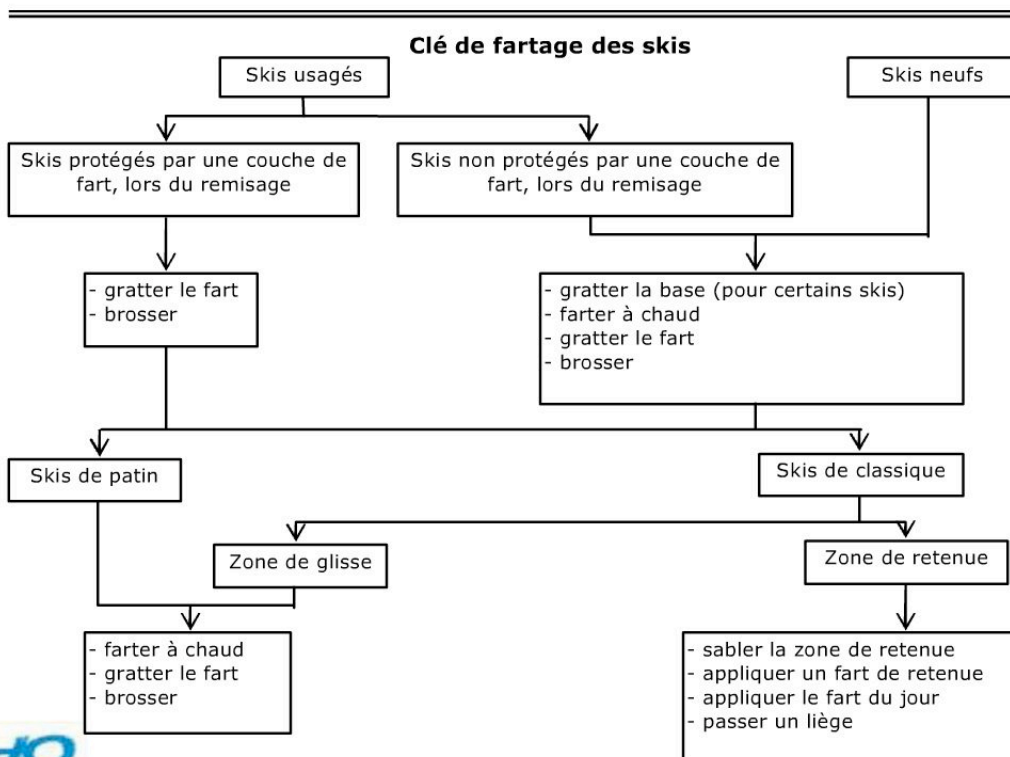 Clé de fartage des skis
Skis usagés
Skis neufs
Skis protégés par une couche de
fart, lors du remisage
Skis non protégés par une couche de
fart, lors du remisage
- gratter le fart
- brosser
- gratter la base (pour certains skis)
- farter à chaud
- gratter le fart
- brosser
Skis de patin
Skis de classique
Zone de glisse
Zone de retenue
- farter à chaud
- gratter le fart
- brosser
- sabler la zone de retenue
- appliquer un fart de retenue
- appliquer le fart du jour
- passer un liège